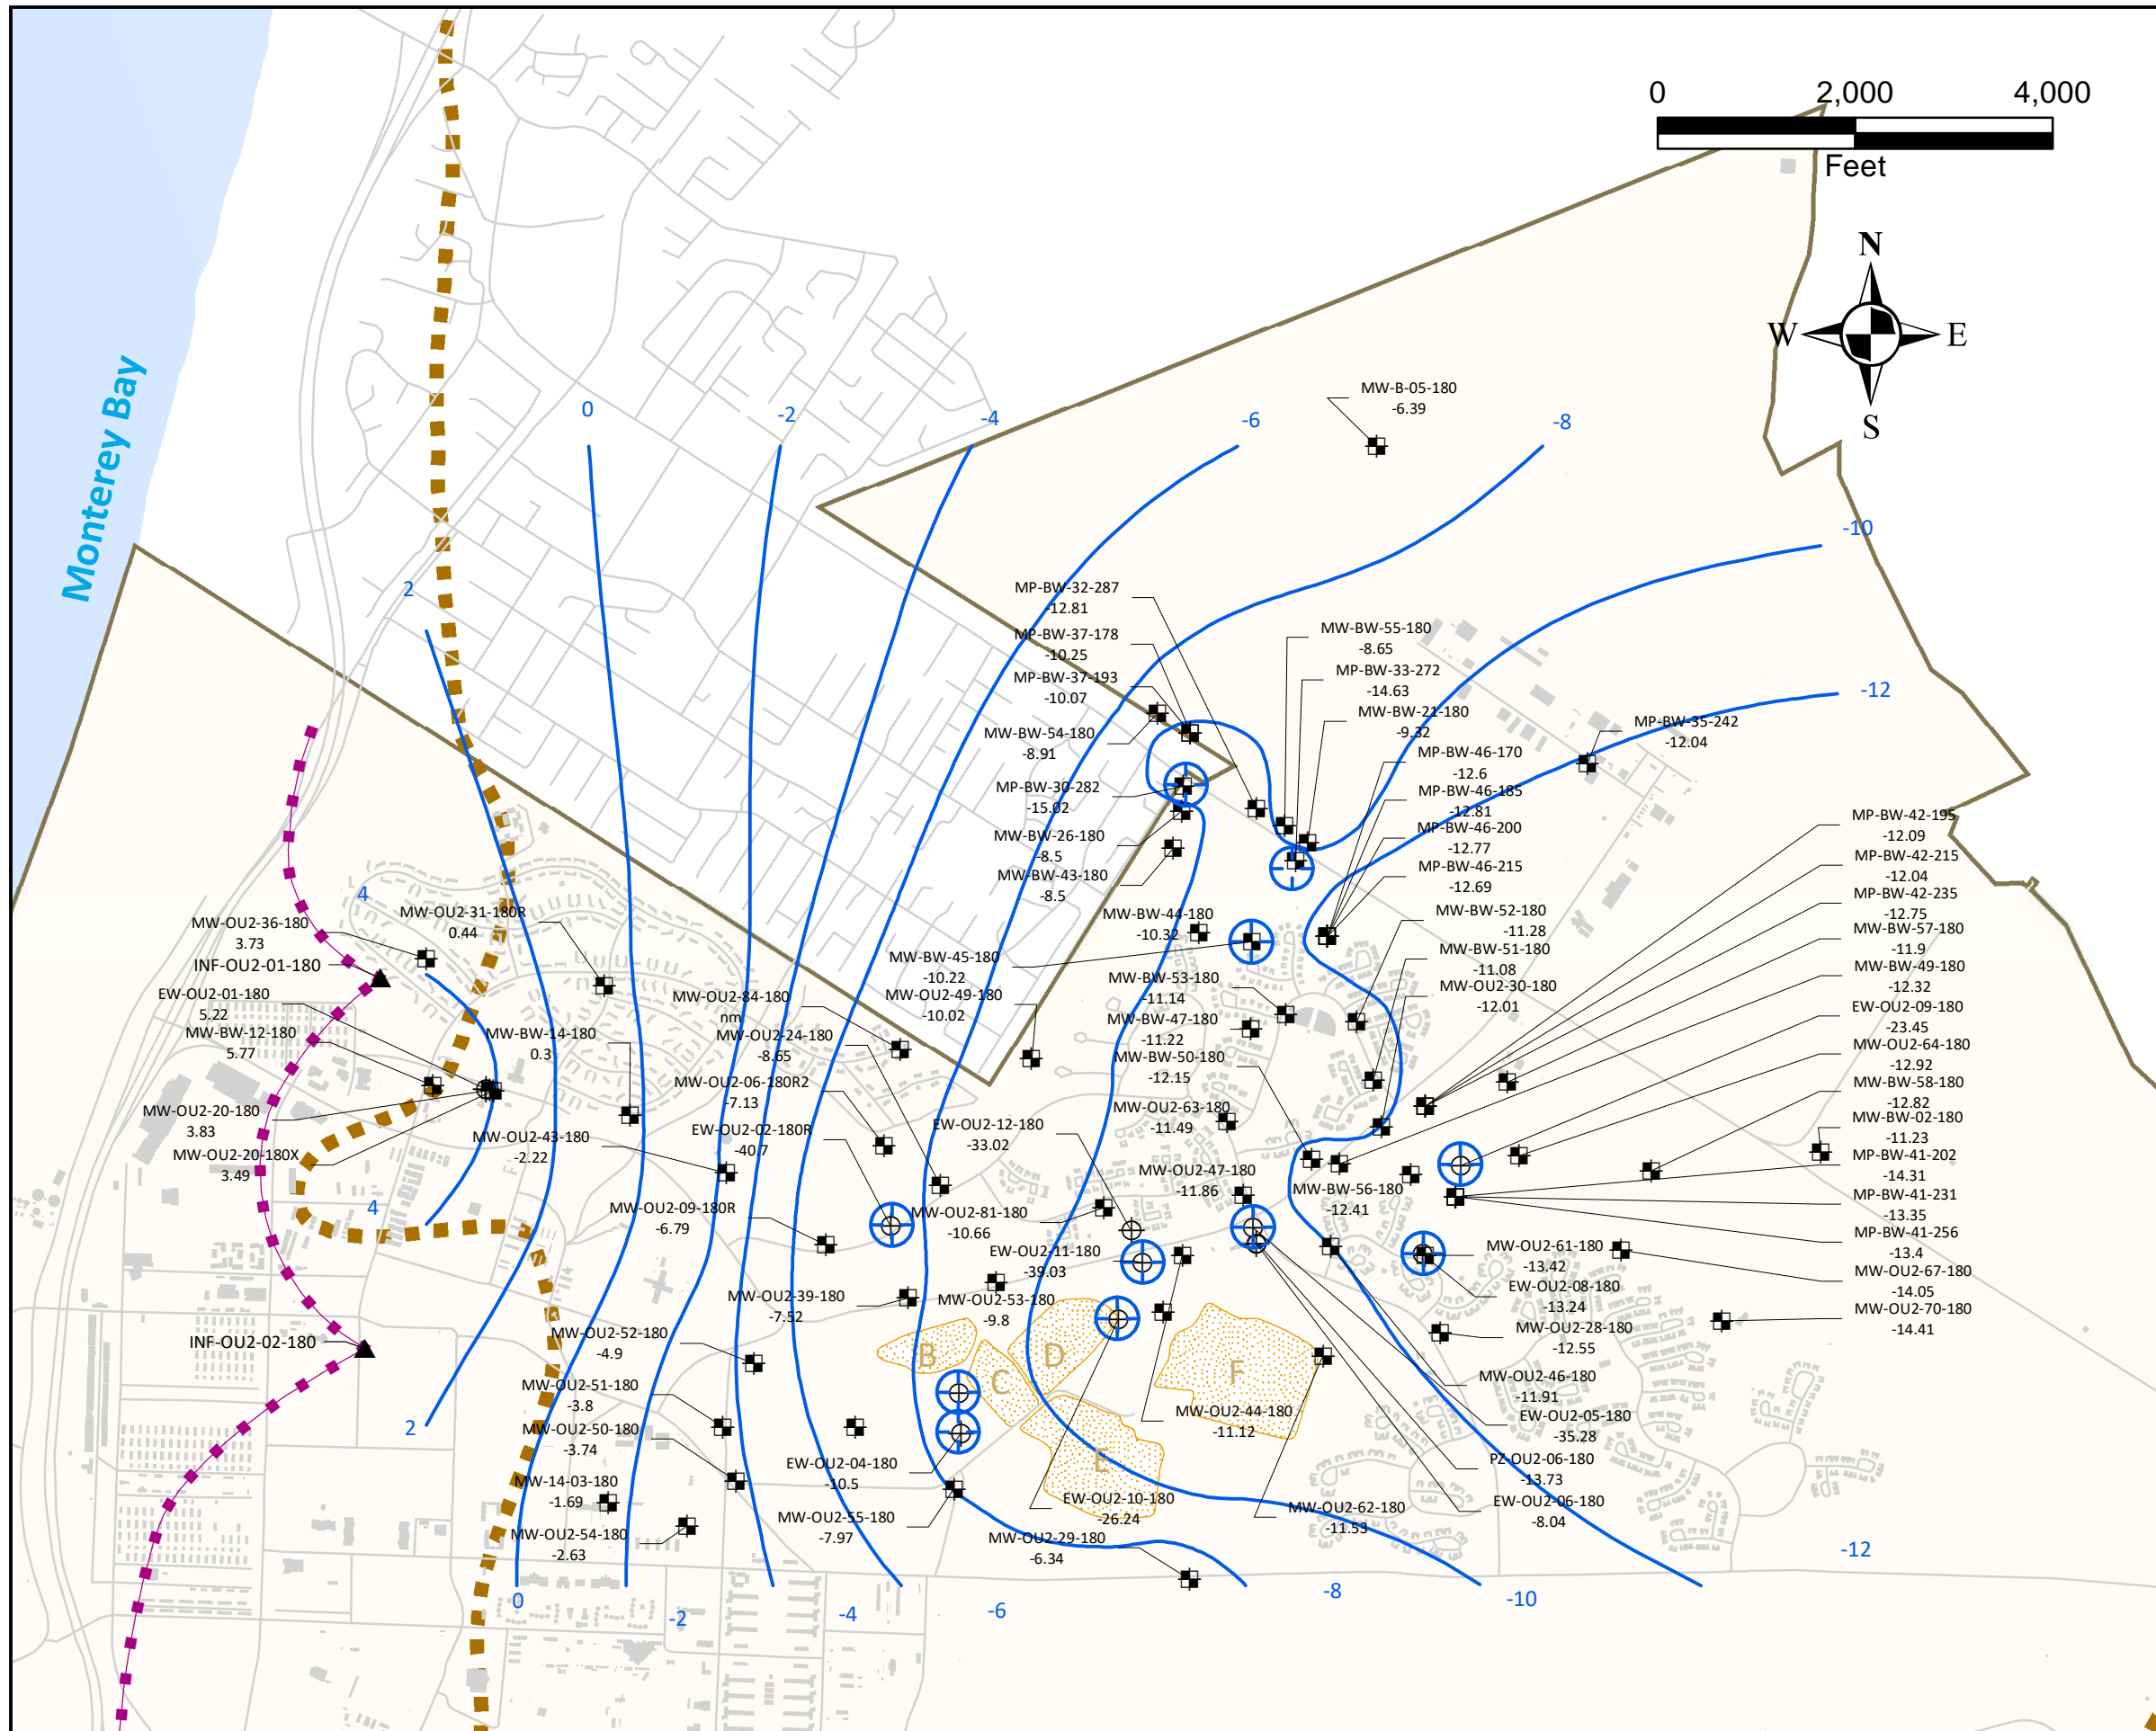 0
2,000
4,000
Feet
N
W
E
S
Monterey Bay
MW-B-05-180
-6.39
0
-2
-4
-6
-8
-10
2
MP-BW-32-287
-12.81
MP-BW-37-178
-10.25
MP-BW-37-193
-10.07
MW-BW-54-180
-8.91
MP-BW-30-282
-15.02
MW-BW-26-180
-8.5
MW-BW-43-180
-8.5
MW-BW-55-180
-8.65
MP-BW-33-272
-14.63
MW-BW-21-180
-9.32
MP-BW-46-170
-12.6
MP-BW-46-185
-12.81
MP-BW-46-200
-12.77
MP-BW-46-215
-12.69
-12
MP-BW-35-242
-12.04
MP-BW-42-195
-12.09
MP-BW-42-215
-12.04
MP-BW-42-235
-12.75
MW-BW-57-180
-11.9
MW-BW-49-180
-12.32
EW-OU2-09-180
-23.45
MW-OU2-64-180
-12.92
MW-BW-58-180
-12.82
MW-BW-02-180
-11.23
MP-BW-41-202
-14.31
MP-BW-41-231
-13.35
MP-BW-41-256
-13.4
MW-OU2-67-180
-14.05
MW-OU2-70-180
-14.41
4
MW-OU2-36-180
3.73
MW-OU2-31-180R
0.44
INF-OU2-01-180
EW-OU2-01-180
5.22
MW-BW-12-180
5.77
MW-BW-14-180
0.3
MW-OU2-20-180
3.83
MW-OU2-20-180X
3.49
MW-OU2-43-180
-2.22
MW-BW-44-180
-10.32
MW-BW-45-180
-10.22
MW-OU2-49-180
-10.02
MW-OU2-84-180
nm
MW-OU2-24-180
-8.65
MW-OU2-06-180R2
-7.13
EW-OU2-02-180R
-40.7
MW-BW-52-180
-11.28
MW-BW-51-180
-11.08
MW-OU2-30-180
-12.01
MW-BW-53-180
-11.14
MW-BW-47-180
-11.22
MW-BW-50-180
-12.15
MW-OU2-63-180
-11.49
EW-OU2-12-180
-33.02
MW-OU2-47-180
-11.86
MW-BW-56-180
-12.41
4
MW-OU2-09-180R
-6.79
MW-OU2-81-180
-10.66
EW-OU2-11-180
-39.03
MW-OU2-39-180
-7.52
MW-OU2-53-180
-9.8
MW-OU2-61-180
-13.42
EW-OU2-08-180
-13.24
MW-OU2-28-180
-12.55
INF-OU2-02-180
MW-OU2-52-180
-4.9
B
C
D
F
E
MW-OU2-46-180
-11.91
EW-OU2-05-180
-35.28
PZ-OU2-06-180
-13.73
EW-OU2-06-180
-8.04
2
MW-OU2-51-180
-3.8
MW-OU2-50-180
-3.74
MW-14-03-180
-1.69
MW-OU2-54-180
-2.63
MW-OU2-44-180
-11.12
EW-OU2-04-180
-10.5
MW-OU2-55-180
-7.97
EW-OU2-10-180
-26.24
MW-OU2-29-180
-6.34
MW-OU2-62-180
-11.53
-12
0
-2
-4
-6
-8
-10